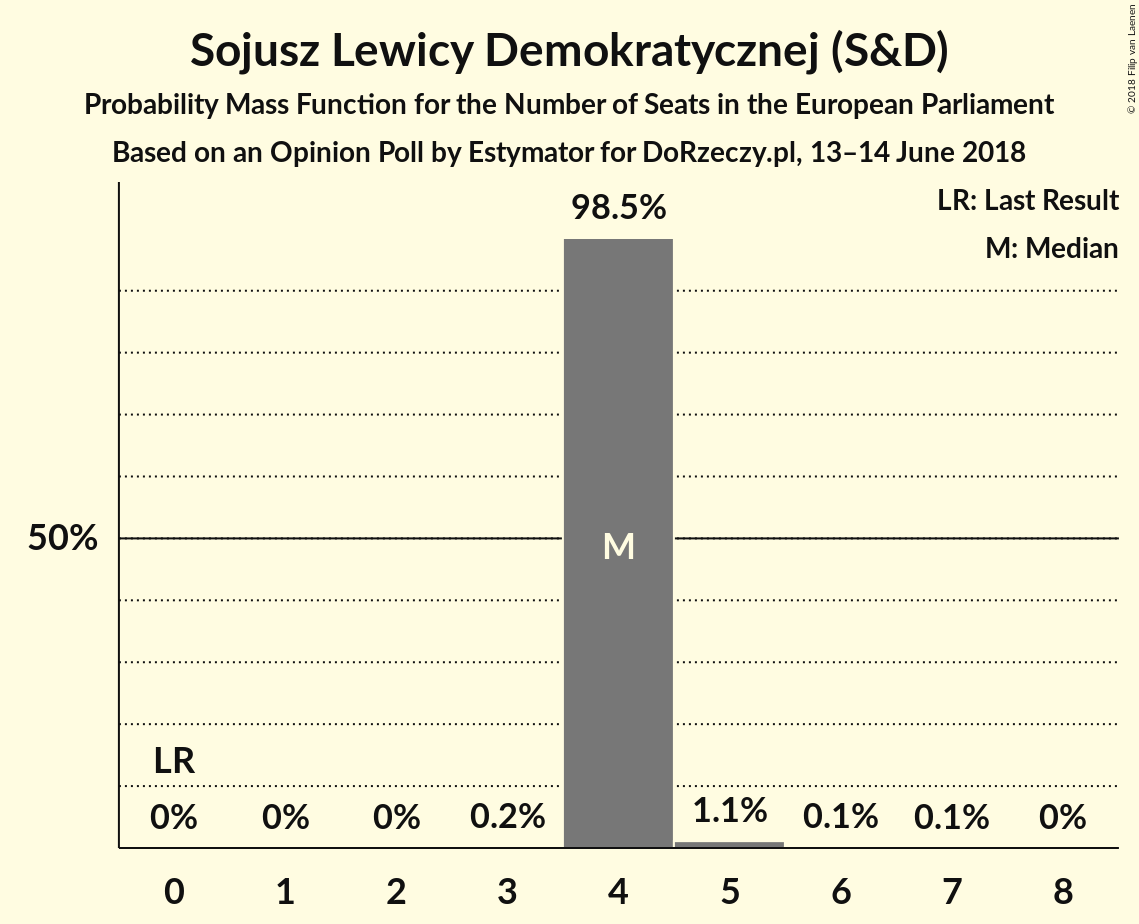 Sojusz Lewicy Demokratycznej (S&D)
Probability Mass Function for the Number of Seats in the European Parliament
Based on an Opinion Poll by Estymator for DoRzeczy.pl, 13–14 June 2018
© 2018 Filip van Laenen
LR: Last Result
M: Median
98.5%
50%
M
LR
0% 0% 0% 0.2% 1.1% 0.1% 0.1% 0%
0 1 2 3 4 5 6 7 8